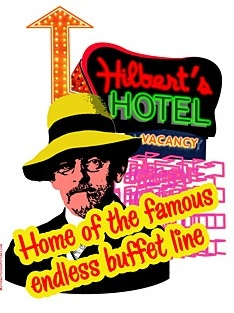 Hilbert's
HOTEL
VACANCY
Home of the famous
endless buffet line